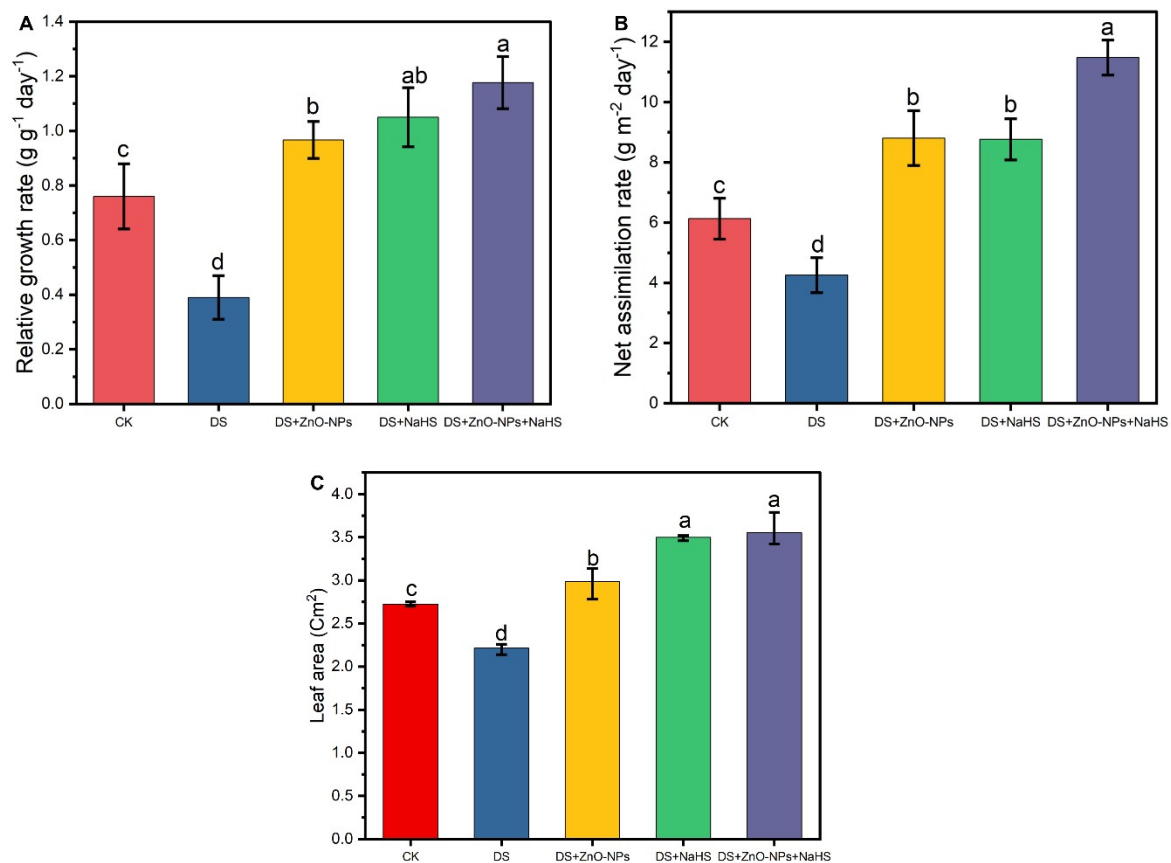 A
Relative growth rate (g g⁻¹ day⁻¹)
1.4
1.2
1.0
0.8
0.6
0.4
0.2
0.0
c
d
b
ab
a
CK
DS
DS+ZnO-NPs
DS+NaHS
DS+ZnO-NPs+NaHS
B
Net assimilation rate (g m⁻² day⁻¹)
12
10
8
6
4
2
0
c
d
b
b
a
CK
DS
DS+ZnO-NPs
DS+NaHS
DS+ZnO-NPs+NaHS
C
Leaf area (Cm²)
4.0
3.5
3.0
2.5
2.0
1.5
1.0
0.5
0.0
c
d
b
a
a
CK
DS
DS+ZnO-NPs
DS+NaHS
DS+ZnO-NPs+NaHS